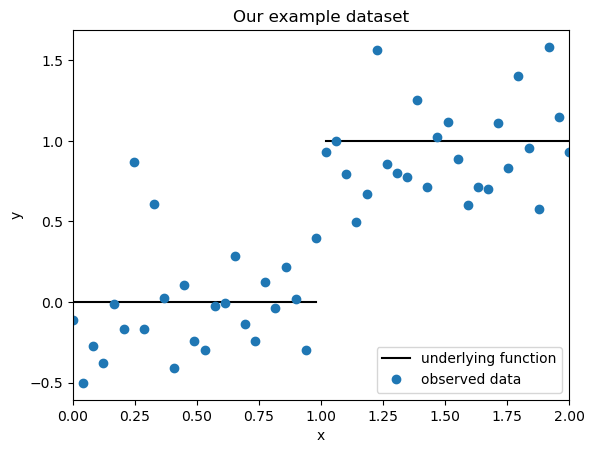 Our example dataset
1.5
1.0
0.5
0.0
−0.5
y
0.00 0.25 0.50 0.75 1.00 1.25 1.50 1.75 2.00
x
underlying function
observed data